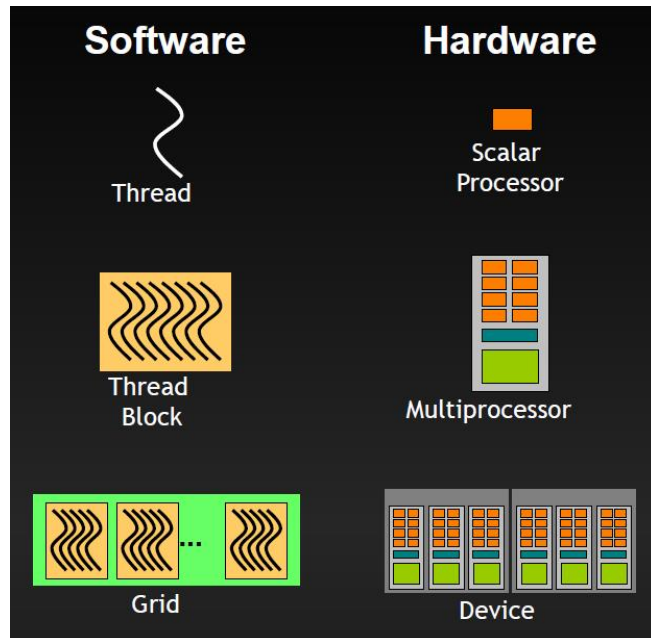 Software
Hardware
Thread
Scalar
Processor
Thread
Block
Multiprocessor
...
Grid
Device